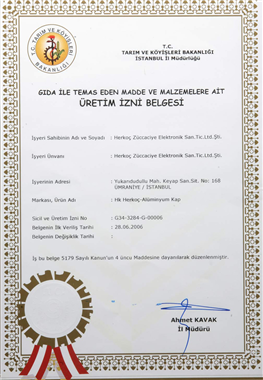 T.C.
TARIM VE KÖYİŞLERİ BAKANLIĞI
İSTANBUL İl Müdürlüğü
T.C. TARIM VE KÖYİŞLERİ
BAKANLIĞI
GIDA İLE TEMAS EDEN MADDE VE MALZEMELERE AİT
ÜRETİM İZNİ BELGESİ
İşyeri Sahibinin Adı ve Soyadı : Herkoç Züccaciye Elektronik San.Tic.Ltd.Şti.
İşyeri Ünvanı : Herkoç Züccaciye Elektronik San.Tic.Ltd.Şti.
İşyerinin Adresi : Yukarıdudullu Mah. Keyap San.Sit. No: 168
ÜMRANİYE / İSTANBUL
Markası, Ürün Adı : Hk Herkoç-Alüminyum Kap
Sicil ve Üretim İzni No : G34-3284-G-00006
Belgenin İlk Veriliş Tarihi : 28.06.2006
Belgenin Değişiklik Tarihi :
İş bu belge 5179 Sayılı Kanun'un 4 üncü Maddesine dayanılarak düzenlenmiştir.
Ahmet KAVAK
İl Müdürü